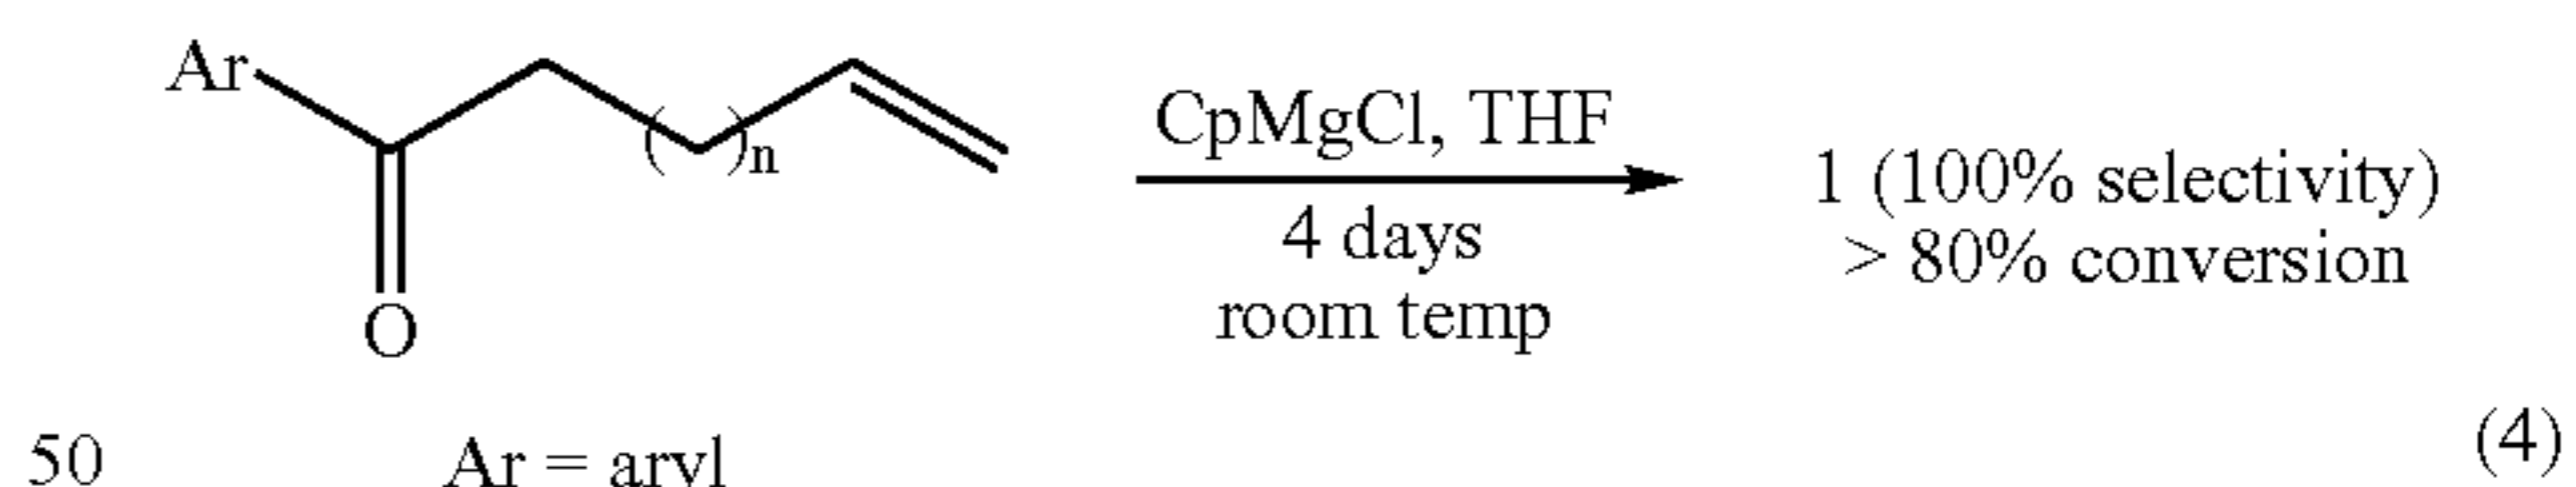 Ar
O
( )n
CpMgCl, THF
4 days
room temp
1 (100% selectivity)
> 80% conversion
50
Ar = aryl
(4)